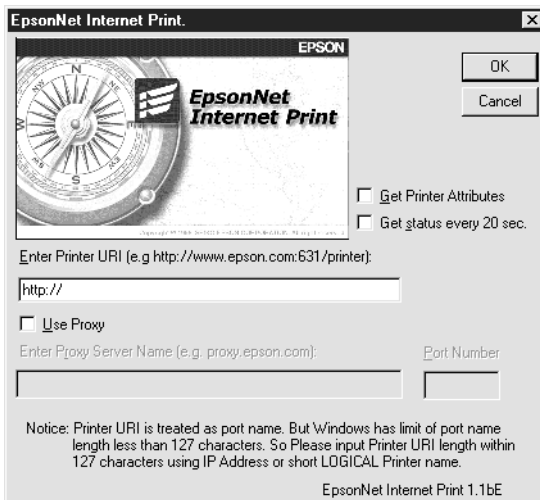 EpsonNet Internet Print.
EPSON
N
W
S
EpsonNet
Internet Print
OK
Cancel
Get Printer Attributes
Get status every 20 sec.
Enter Printer URI (e.g http://www.epson.com:631/printer):
http://
Use Proxy
Enter Proxy Server Name (e.g. proxy.epson.com):
Port Number
Notice: Printer URI is treated as port name. But Windows has limit of port name
length less than 127 characters. So Please input Printer URI length within
127 characters using IP Address or short LOGICAL Printer name.
EpsonNet Internet Print 1.1bE